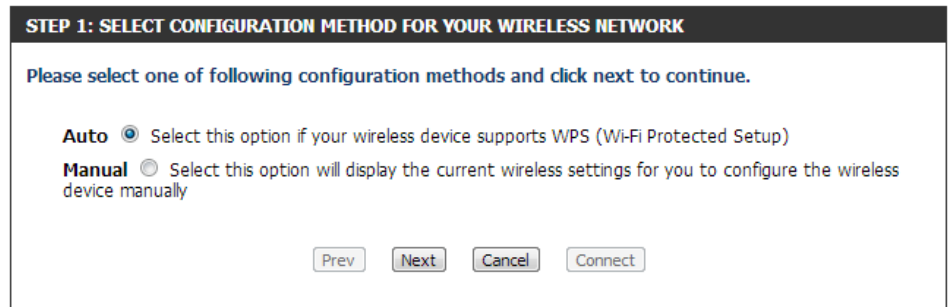 STEP 1: SELECT CONFIGURATION METHOD FOR YOUR WIRELESS NETWORK
Please select one of following configuration methods and click next to continue.
Auto Select this option if your wireless device supports WPS (Wi-Fi Protected Setup)
Manual Select this option will display the current wireless settings for you to configure the wireless
device manually
Prev Next Cancel Connect